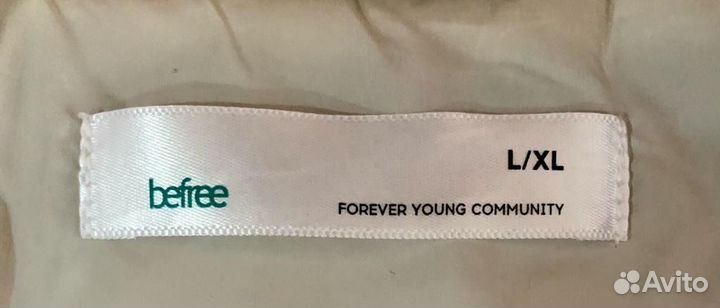 L/XL
befree
FOREVER YOUNG COMMUNITY
Avito